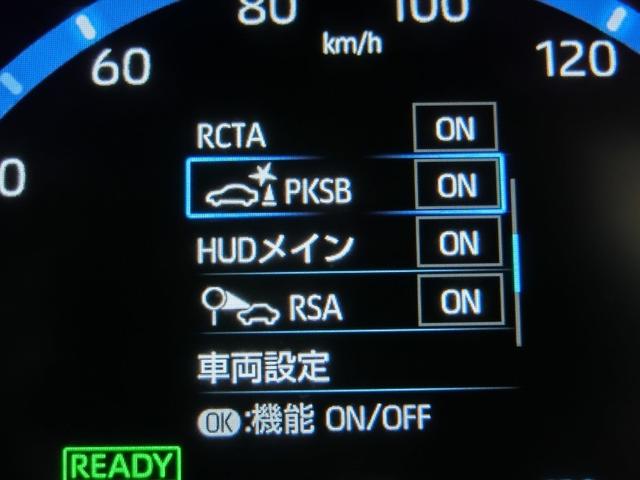 80 100
km/h
60 120
0
RCTA ON
PKSB ON
HUDメイン ON
RSA ON
車両設定
OK:機能 ON/OFF
READY